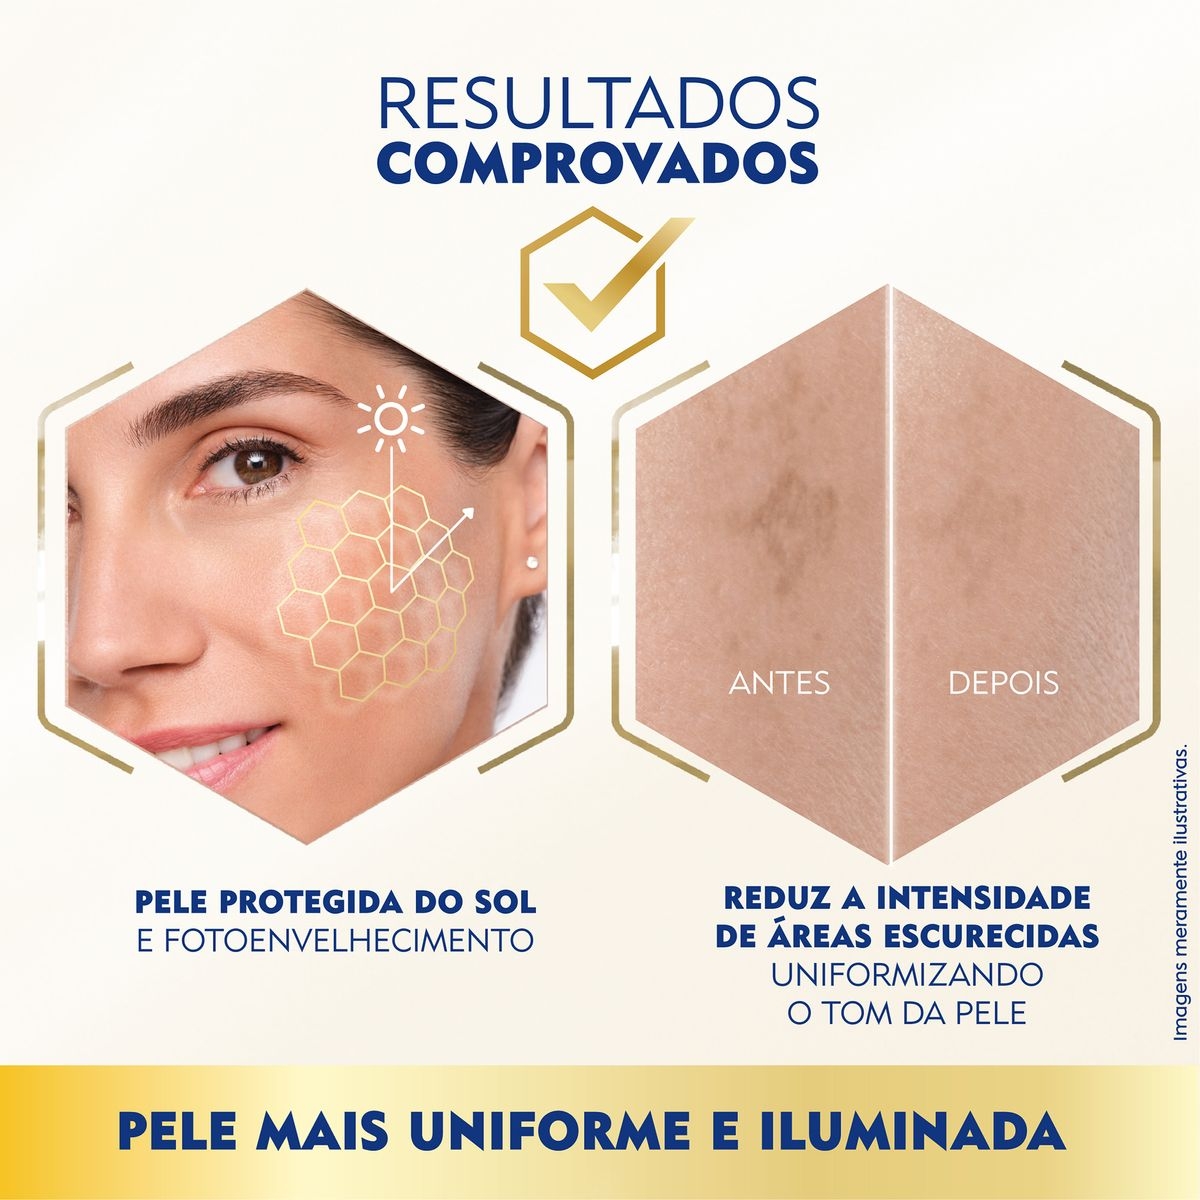 RESULTADOS
COMPROVADOS
ANTES
DEPOIS
PELE PROTEGIDA DO SOL
E FOTOENVELHECIMENTO
REDUZ A INTENSIDADE
DE ÁREAS ESCURECIDAS
UNIFORMIZANDO
O TOM DA PELE
Imagens meramente ilustrativas.
PELE MAIS UNIFORME E ILUMINADA